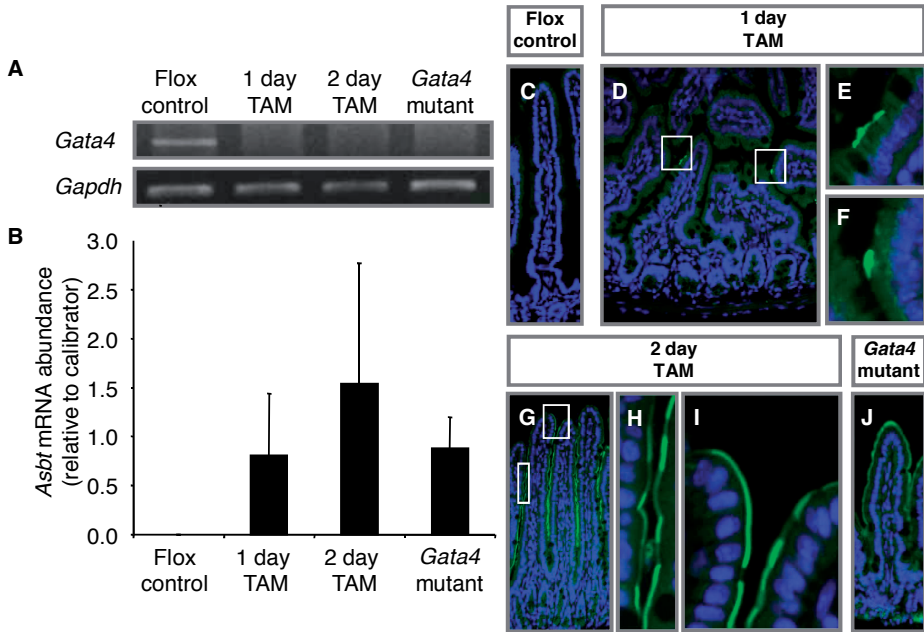 A
Flox
control
1 day
TAM
2 day
TAM
Gata4
mutant
Gata4
Gapdh
B
Asbt mRNA abundance
(relative to calibrator)
3.0
2.5
2.0
1.5
1.0
0.5
0.0
Flox
control
1 day
TAM
2 day
TAM
Gata4
mutant
Flox
control
1 day
TAM
C
D
E
F
2 day
TAM
Gata4
mutant
G
H
I
J